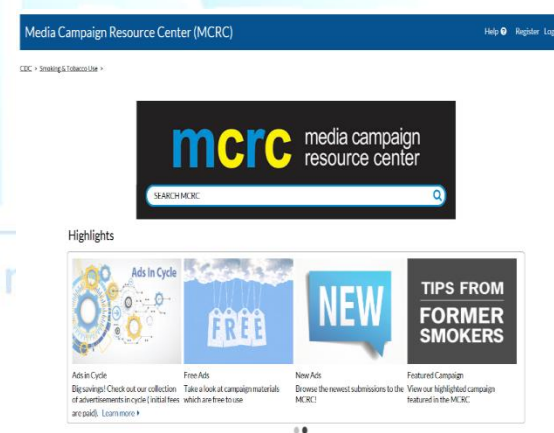 Media Campaign Resource Center (MCRC)
Help Register Log
CDC > Smoking & Tobacco Use >
mcrc media campaign
resource center
SEARCH MCRC
Highlights
Ads In Cycle
FREE
NEW
TIPS FROM
FORMER
SMOKERS
Ads in Cycle
Big savings! Check out our collection
of advertisements in cycle ( initial fees
are paid). Learn more
Free Ads
Take a look at campaign materials
which are free to use
New Ads
Browse the newest submissions to the
MCRC!
Featured Campaign
View our highlighted campaign
featured in the MCRC